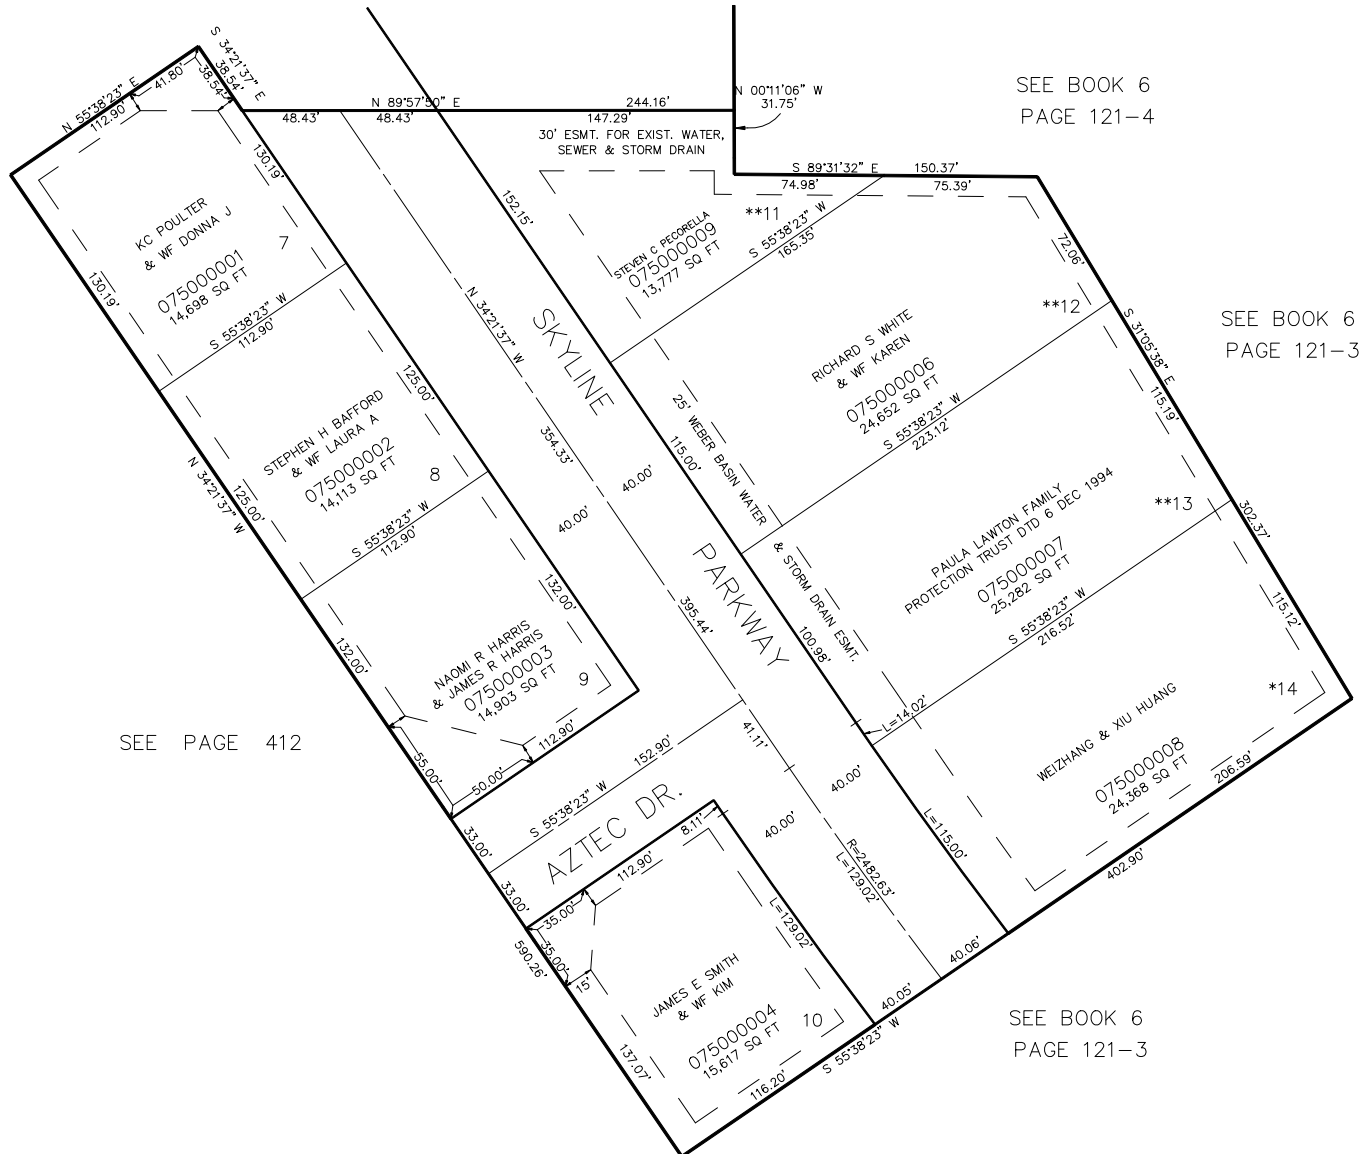 S 34°21'37" E
38.54'
38.54'
N 55°38'23" E
112.90'
41.80'
N 89°57'50" E
244.16'
48.43'
48.43'
147.29'
30' ESMT. FOR EXIST. WATER,
SEWER & STORM DRAIN
N 00°11'06" W
31.75'
SEE BOOK 6
PAGE 121-4
S 89°31'32" E
150.37'
74.98'
75.39'
130.19'
130.19'
KC POULTER
& WF DONNA J
075000001
14,698 SQ FT
7
S 55°38'23" W
112.90'
152.15'
STEVEN C PECORELLA
075000009
13,777 SQ FT
**11
S 55°38'23" W
165.35'
72.06'
**12
S 31°05'38" E
SEE BOOK 6
PAGE 121-3
N 34°21'37" W
SKYLINE
RICHARD S WHITE
& WF KAREN
075000006
24,652 SQ FT
S 55°38'23" W
223.12'
115.19'
125.00'
STEPHEN H BAFFORD
& WF LAURA A
075000002
14,113 SQ FT
8
125.00'
N 34°21'37" W
S 55°38'23" W
112.90'
354.33'
40.00'
40.00'
115.00'
25' WEBER BASIN WATER
& STORM DRAIN ESMT.
PARKWAY
PAULA LAWTON FAMILY
PROTECTION TRUST DTD 6 DEC 1994
075000007
25,282 SQ FT
**13
302.37'
S 55°38'23" W
216.52'
115.12'
132.00'
132.00'
NAOMI R HARRIS
& JAMES R HARRIS
075000003
14,903 SQ FT
9
395.44'
100.98'
L=14.02'
*14
WEIZHANG & XIU HUANG
075000008
24,368 SQ FT
206.59'
402.90'
SEE PAGE 412
55.00'
50.00'
112.90'
S 55°38'23" W
152.90'
41.11'
40.00'
40.00'
L=115.00'
33.00'
33.00'
AZTEC DR.
8.11'
112.90'
R=2482.63'
L=129.02'
L=129.02'
35.00'
35.00'
15'
590.26'
JAMES E SMITH
& WF KIM
075000004
15,617 SQ FT
10
137.07'
116.20'
S 55°38'23" W
40.05'
40.06'
SEE BOOK 6
PAGE 121-3